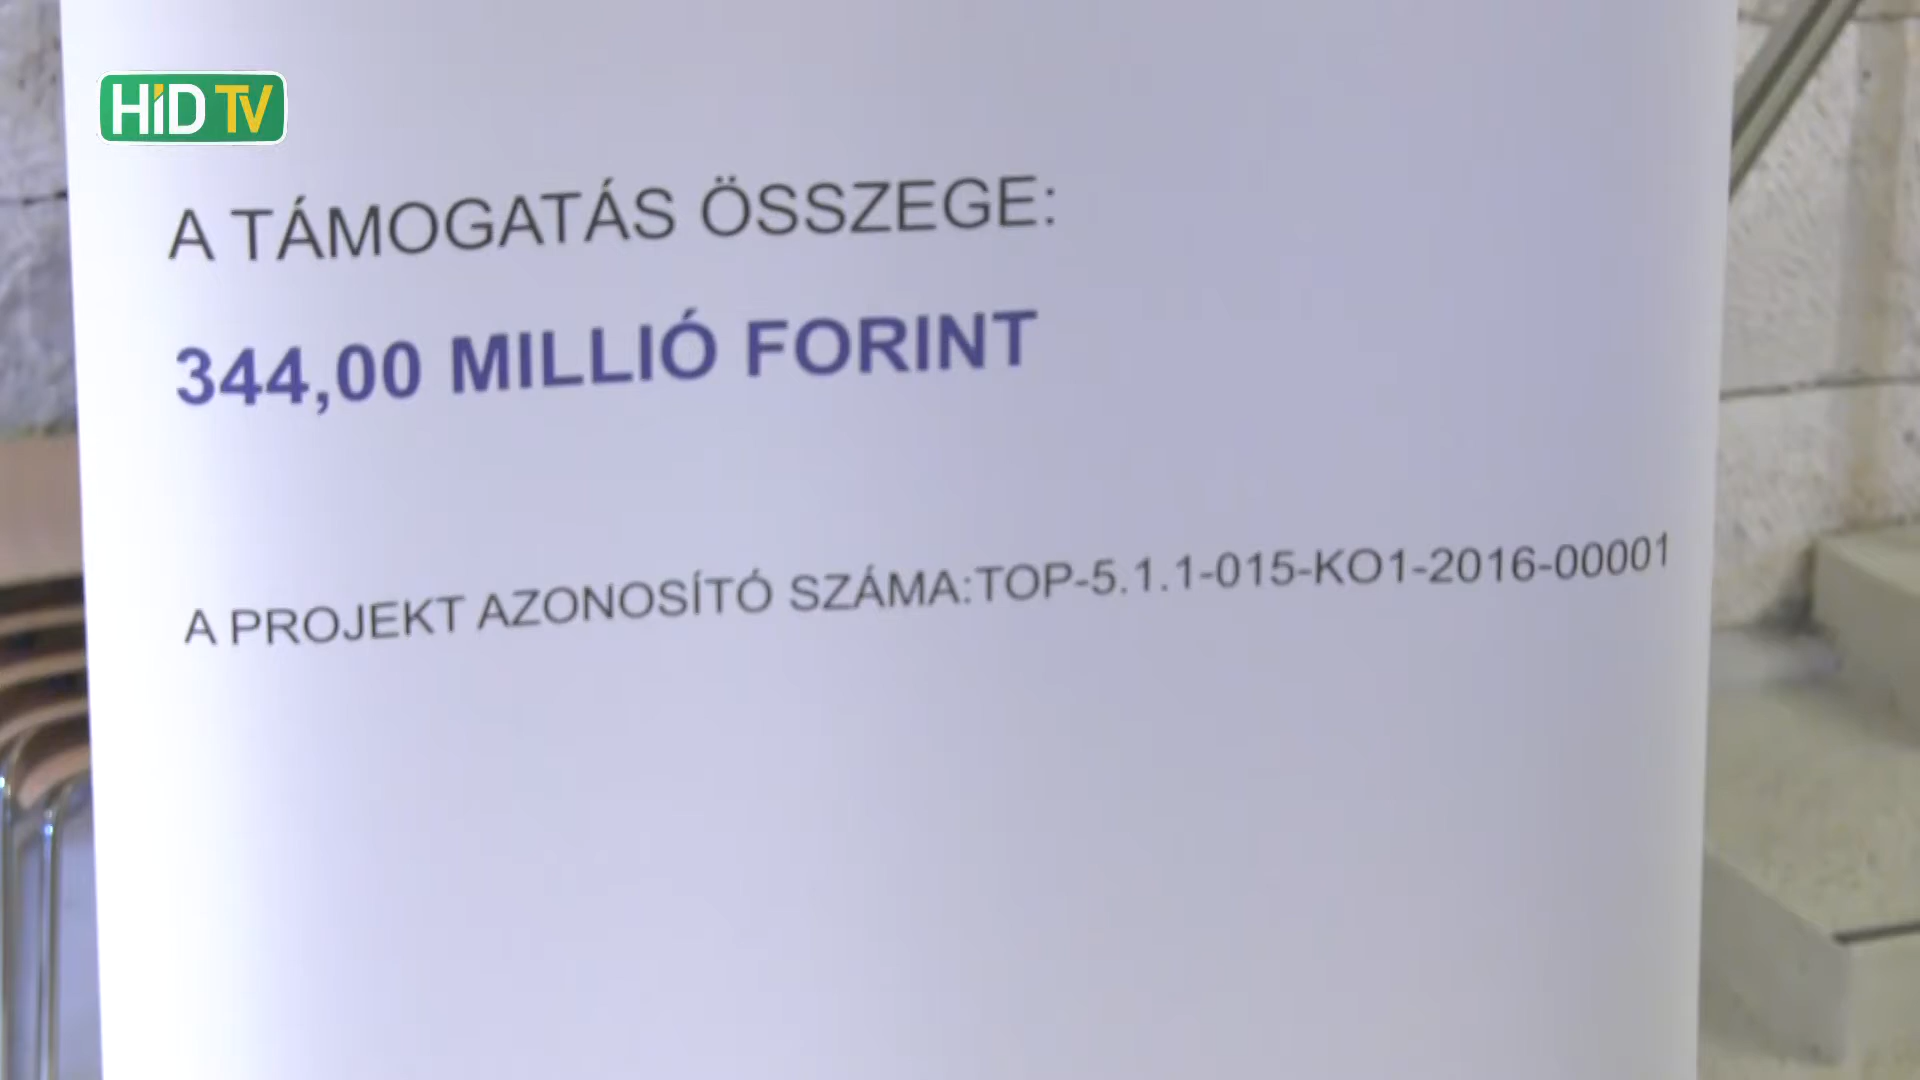 HÍD TV
A TÁMOGATÁS ÖSSZEGE:
344,00 MILLIÓ FORINT
A PROJEKT AZONOSÍTÓ SZÁMA:TOP-5.1.1-015-KO1-2016-00001